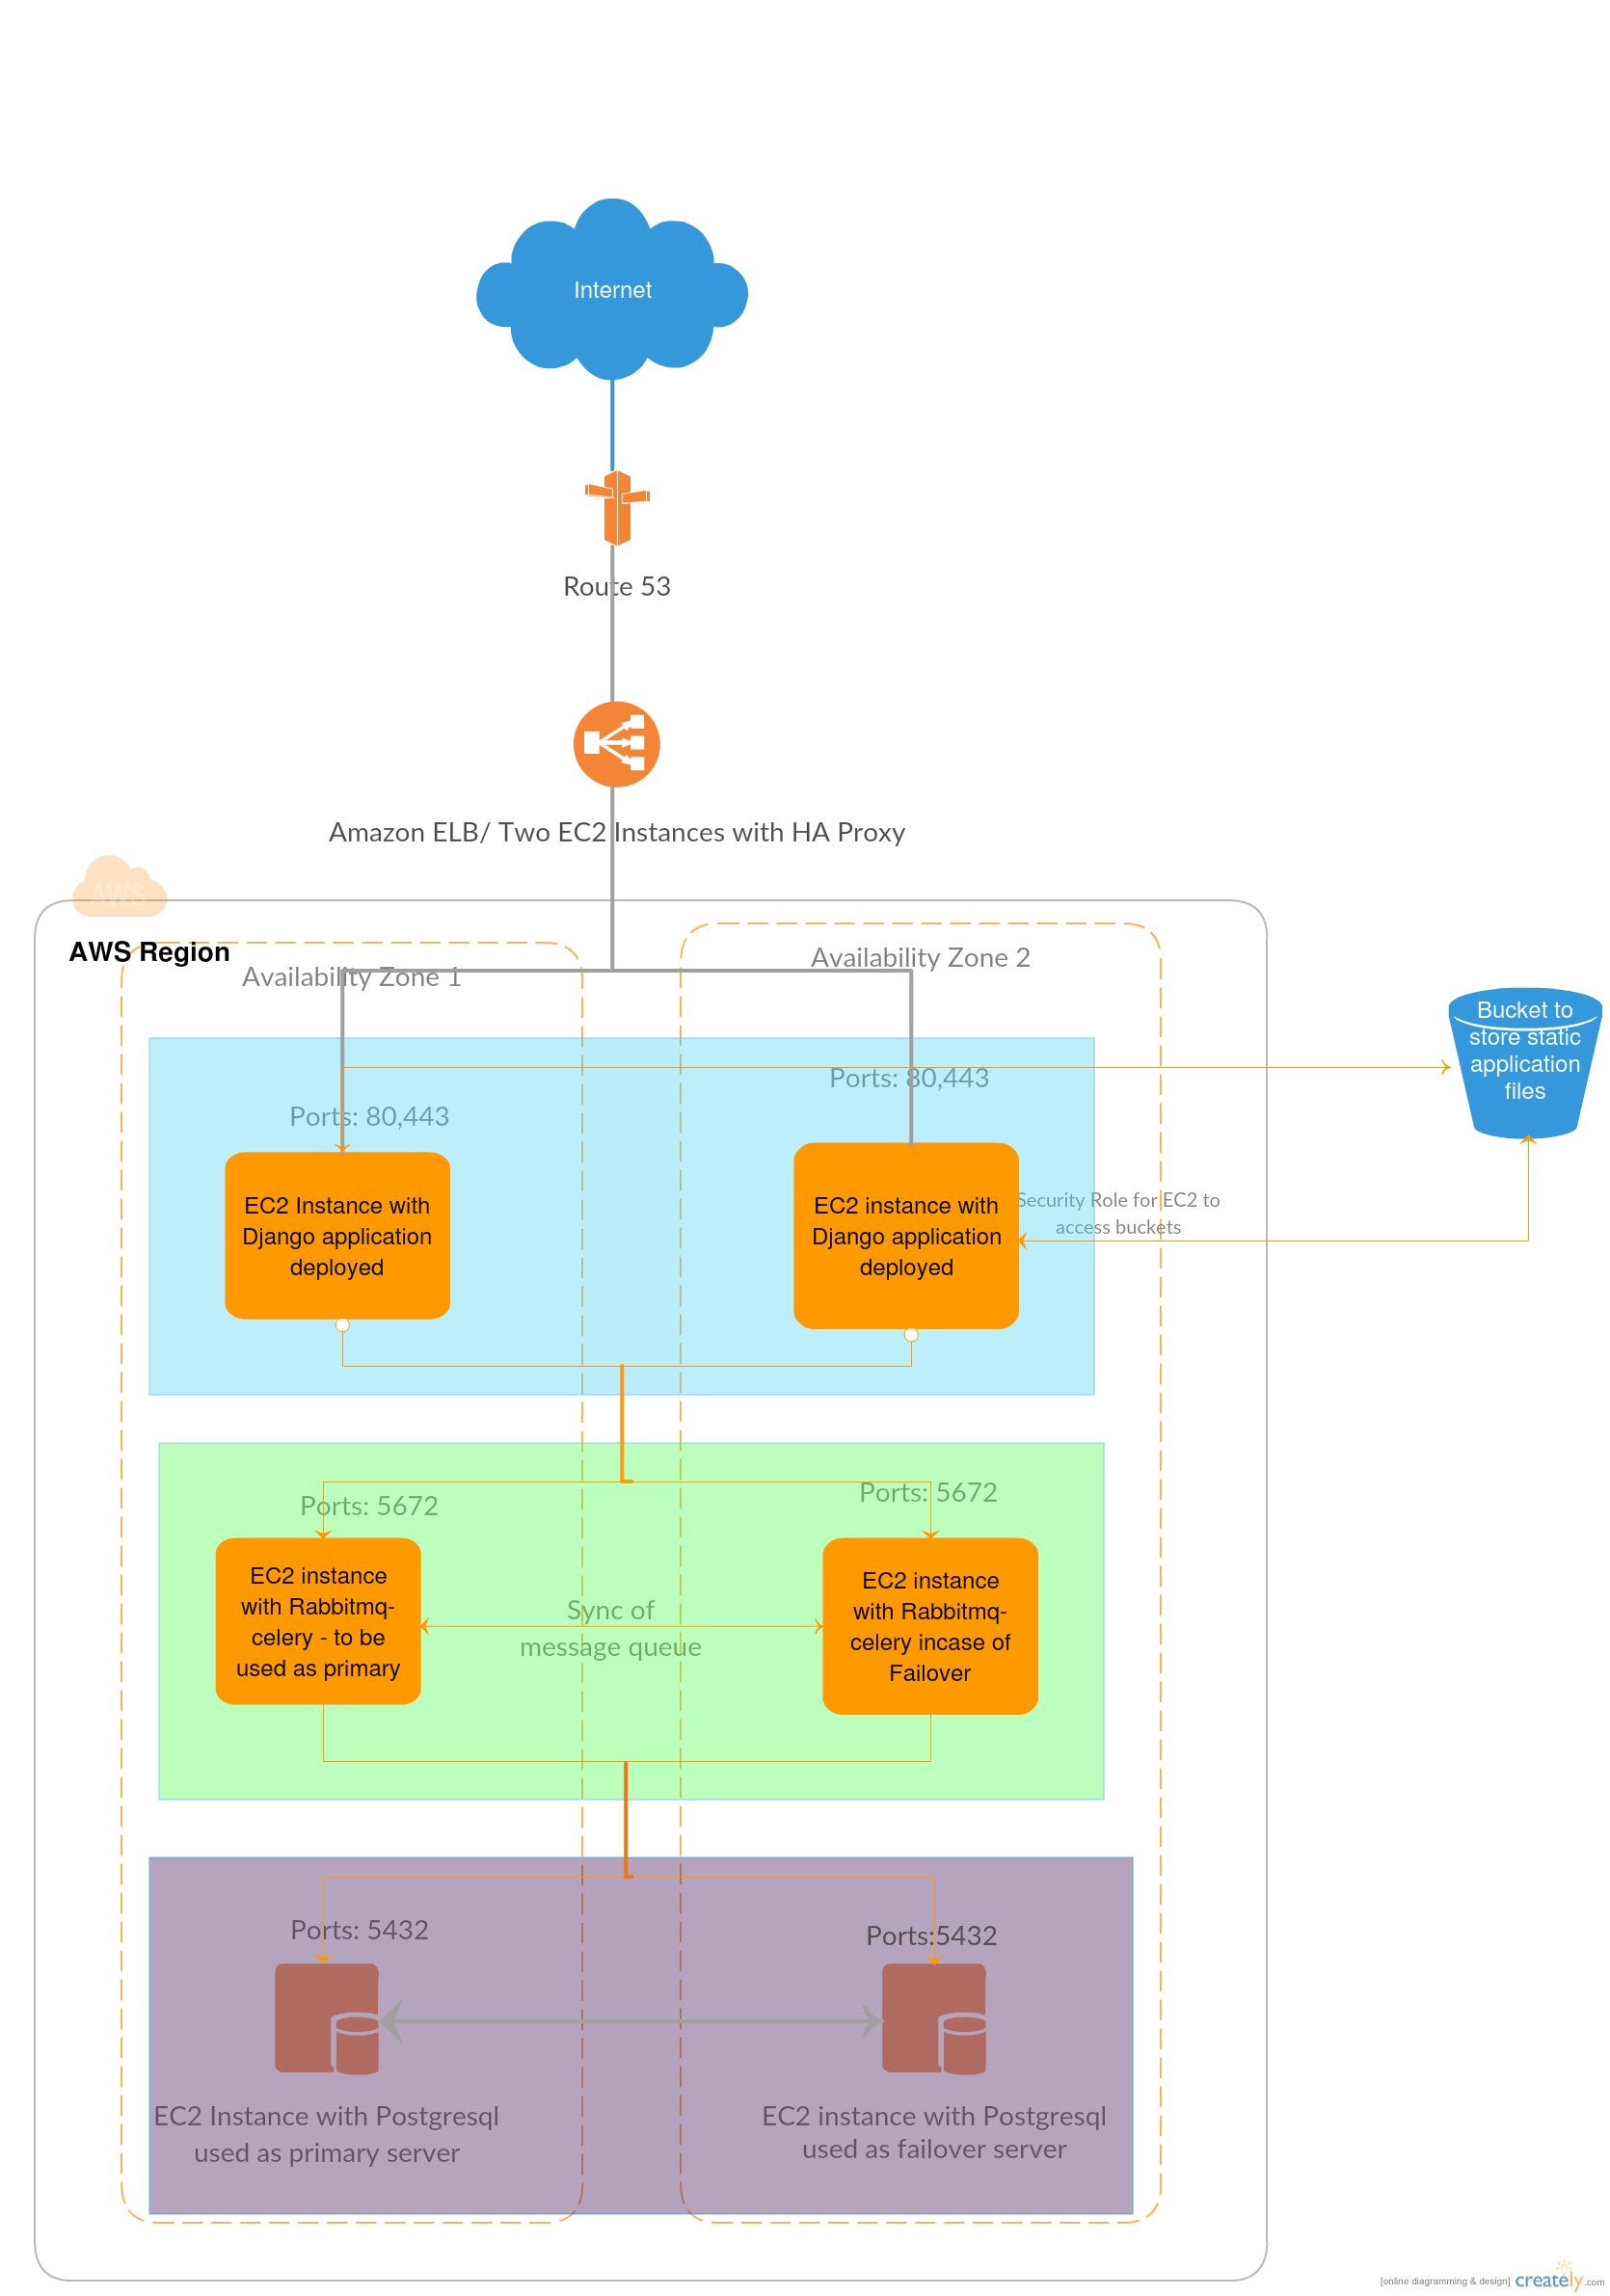 Internet
Route 53
Amazon ELB/ Two EC2 Instances with HA Proxy
AWS
AWS Region
Availability Zone 1
Availability Zone 2
Bucket to
store static
application
files
Ports: 80,443
Ports: 80,443
EC2 Instance with
Django application
deployed
EC2 instance with
Django application
deployed
Security Role for EC2 to
access buckets
Ports: 5672
Ports: 5672
EC2 instance
with Rabbitmq-
celery - to be
used as primary
Sync of
message queue
EC2 instance
with Rabbitmq-
celery incase of
Failover
Ports: 5432
Ports:5432
EC2 Instance with Postgresql
used as primary server
EC2 instance with Postgresql
used as failover server
[online diagramming & design] creately.com